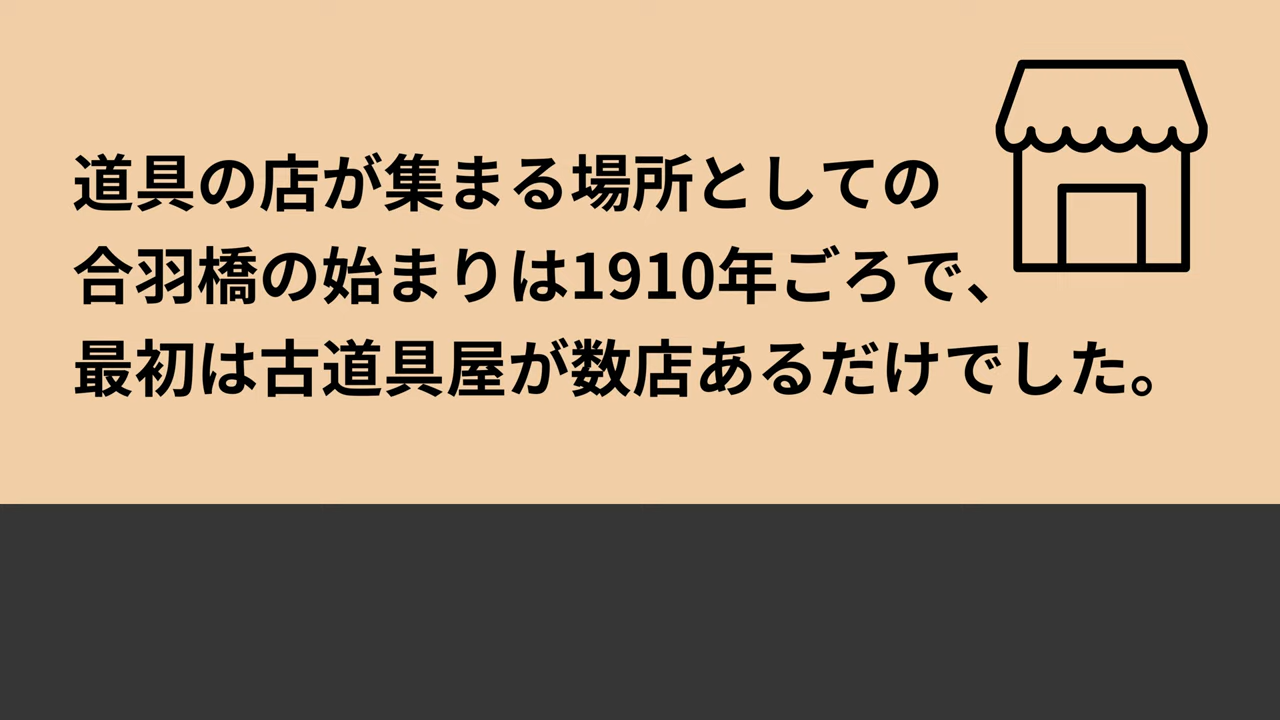 道具の店が集まる場所としての
合羽橋の始まりは1910年ごろで、
最初は古道具屋が数店あるだけでした。